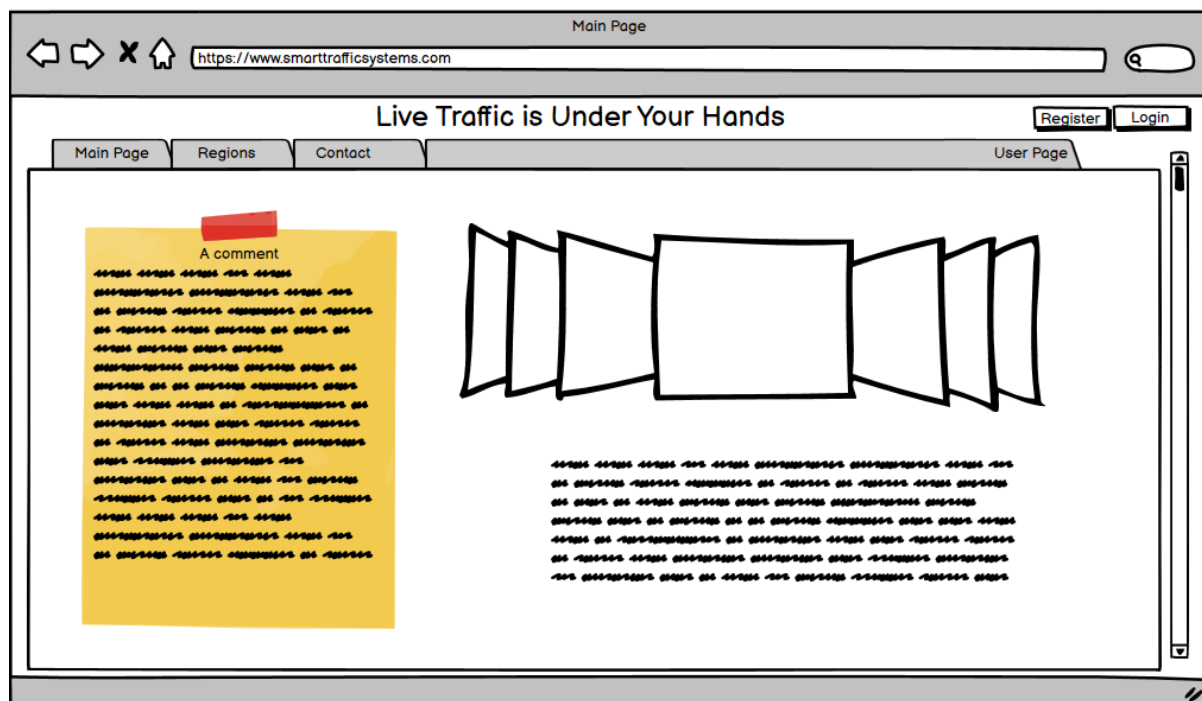 Main Page
https://www.smarttrafficsystems.com
Live Traffic is Under Your Hands
Register Login
Main Page Regions Contact User Page
A comment